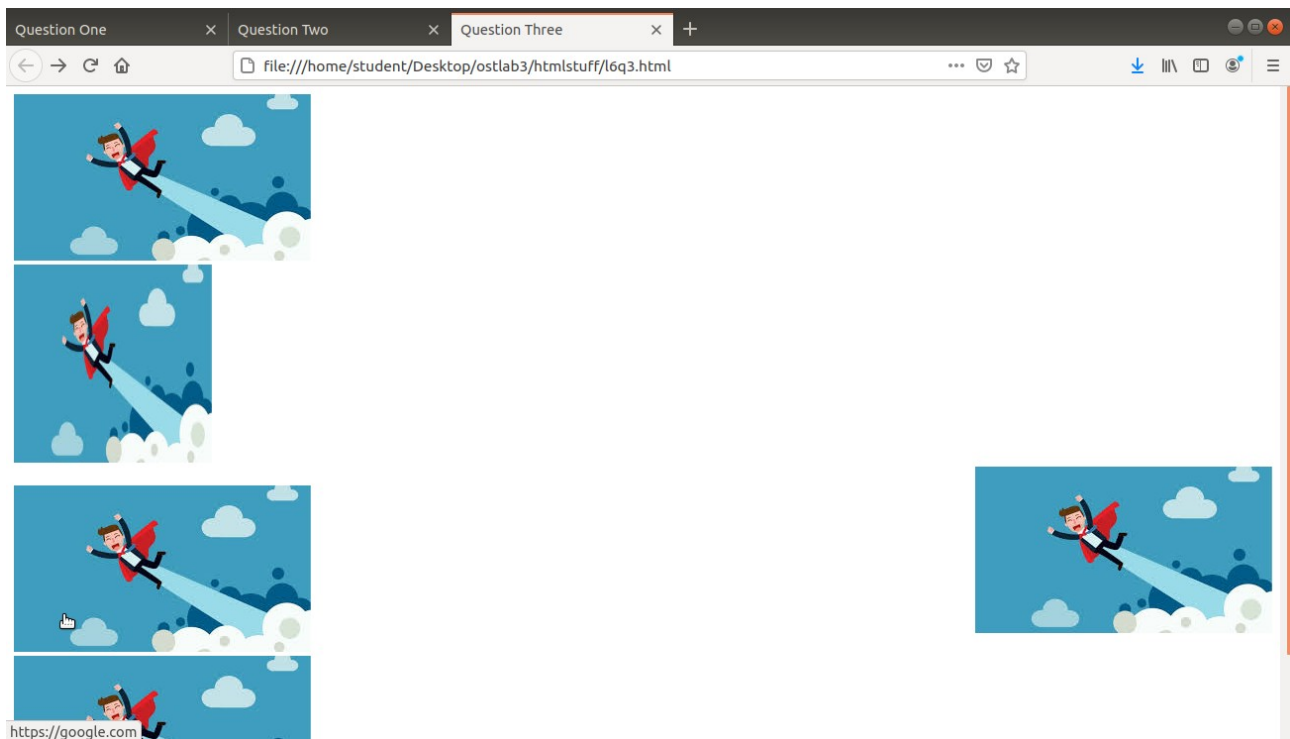 Question One
Question Two
Question Three
file:///home/student/Desktop/ostlab3/htmlstuff/l6q3.html
https://google.com